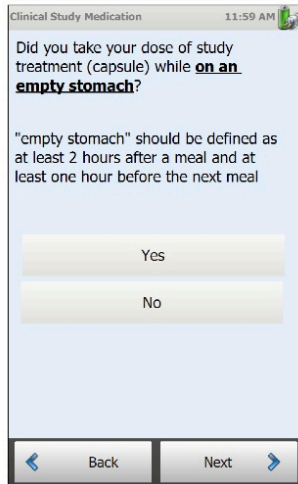 Clinical Study Medication 11:59 AM
Did you take your dose of study
treatment (capsule) while on an
empty stomach?
"empty stomach" should be defined as
at least 2 hours after a meal and at
least one hour before the next meal
Yes
No
Back Next